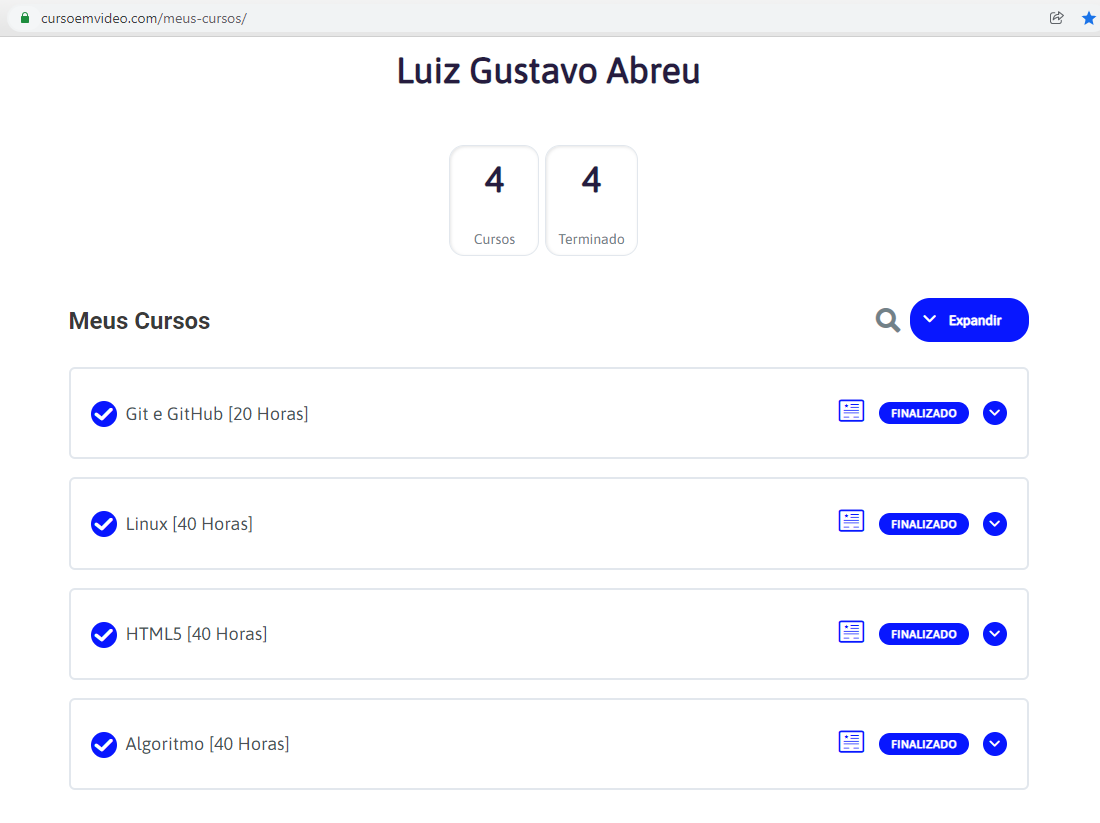 cursoemvideo.com/meus-cursos/
Luiz Gustavo Abreu
4 4
Cursos Terminado
Meus Cursos Expandir
Git e GitHub [20 Horas] FINALIZADO
Linux [40 Horas] FINALIZADO
HTML5 [40 Horas] FINALIZADO
Algoritmo [40 Horas] FINALIZADO